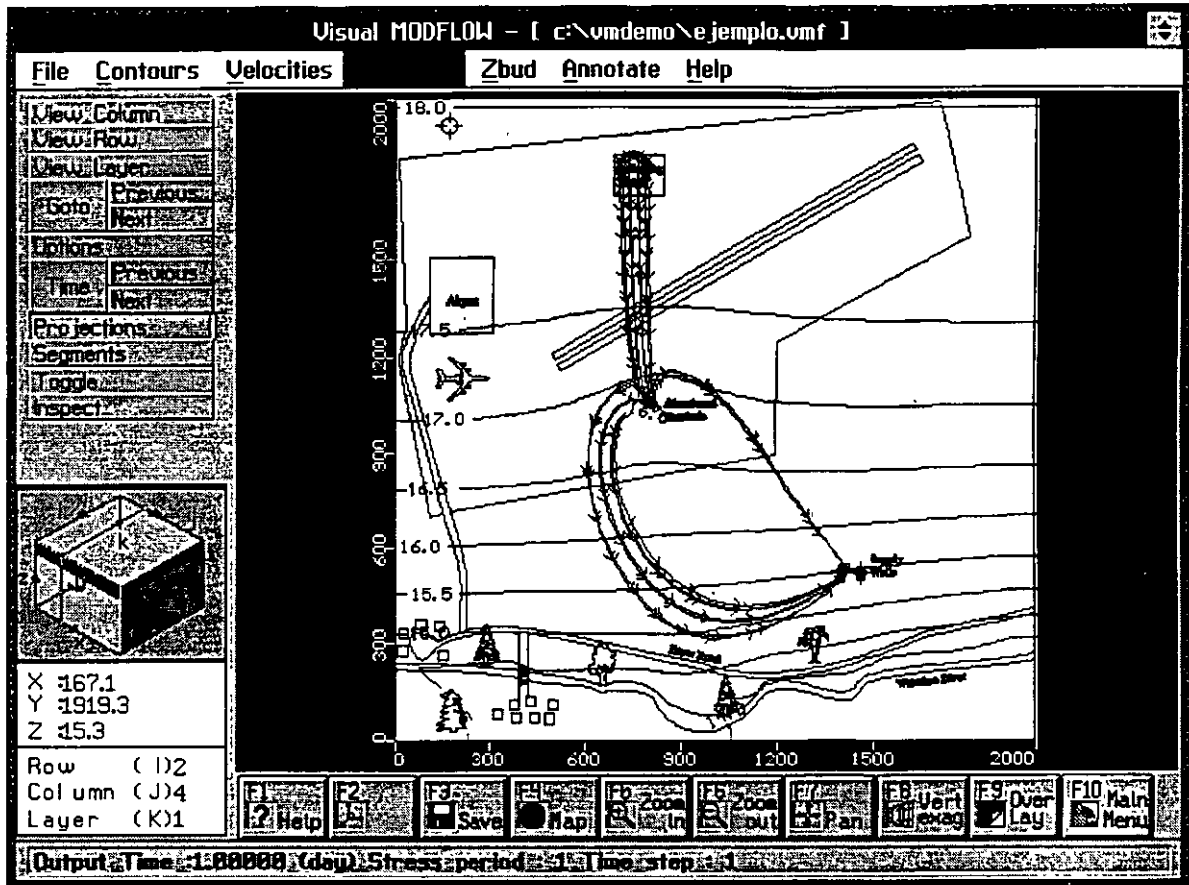 Visual MODFLOW - [ c:\vmdemo\ejemplo.vmf ]
File Contours Velocities Zbud Annotate Help
View Column
View Row
View Layer
Goto Previous
Next
Options
Time Previous
Next
Projections
Segments
Toggle
Inspect
2000
1500
1200
900
600
300
0
18.0
17.0
16.5
16.0
15.5
0 300 600 900 1200 1500 2000
X :167.1
Y :1919.3
Z :15.3
Row (I)2
Column (J)4
Layer (K)1
F1 Help
F2
F3 Save
F4 Map
F5 Zoom In
F6 Zoom out
F7 Pan
F8 Vert exag
F9 Over Lay
F10 Main Menu
Output Time :1.00000 (day) Stress period : 1 Time step : 1